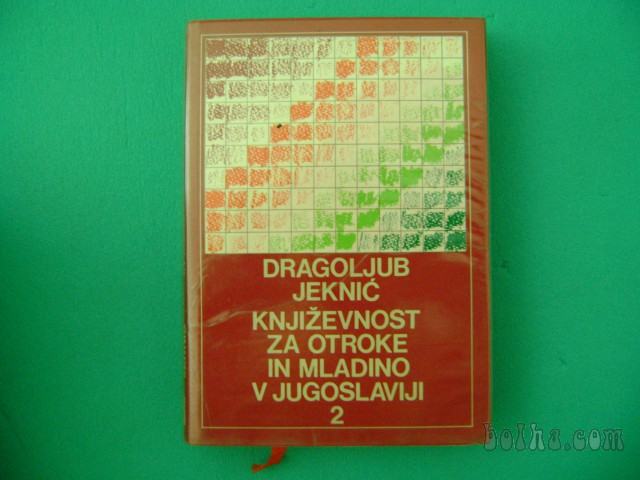 DRAGOLJUB
JEKNIĆ
KNJIŽEVNOST
ZA OTROKE
IN MLADINO
V JUGOSLAVIJI
2
bolha.com